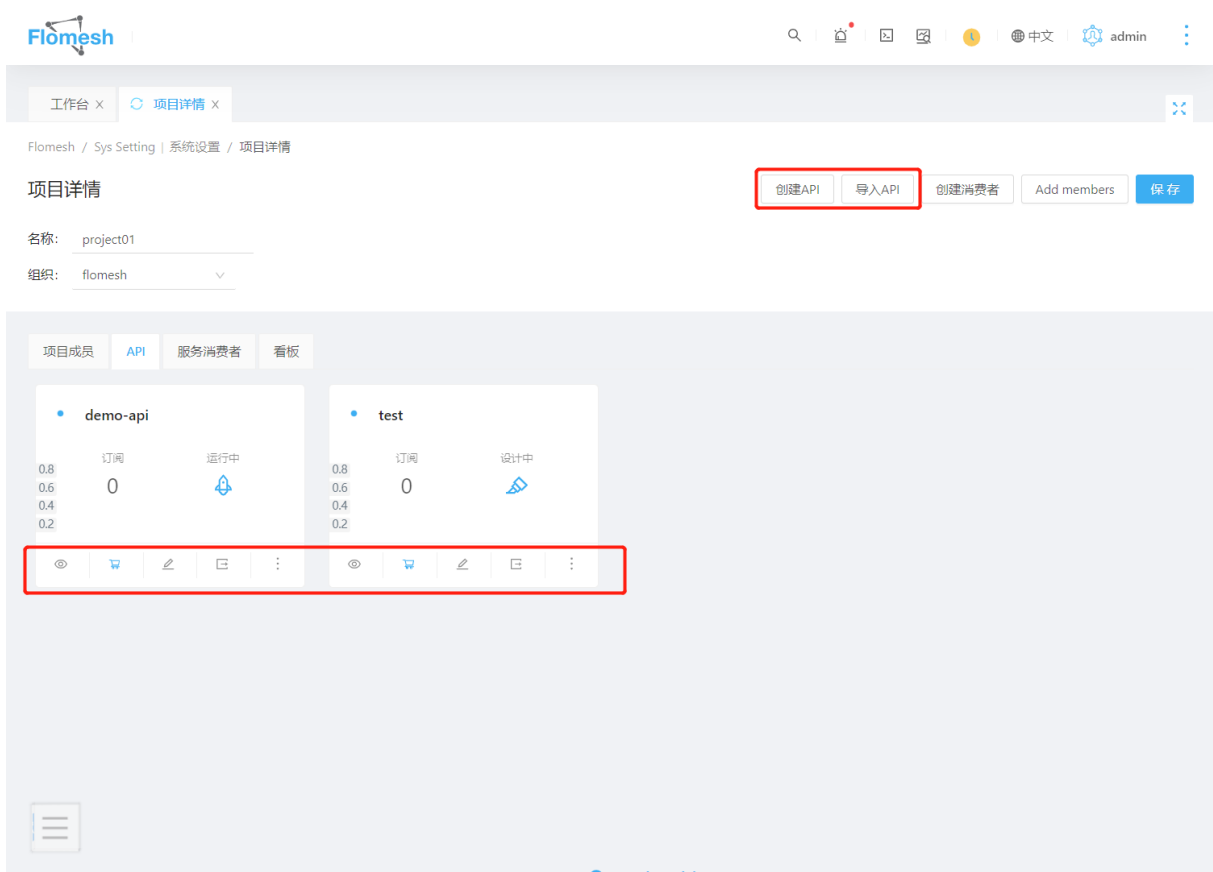 Flomesh
中文 admin
工作台 x 项目详情 x
Flomesh / Sys Setting | 系统设置 / 项目详情
项目详情 创建API 导入API 创建消费者 Add members 保存
名称: project01
组织: flomesh
项目成员 API 服务消费者 看板
demo-api
订阅 运行中
0
0.8
0.6
0.4
0.2
test
订阅 设计中
0
0.8
0.6
0.4
0.2